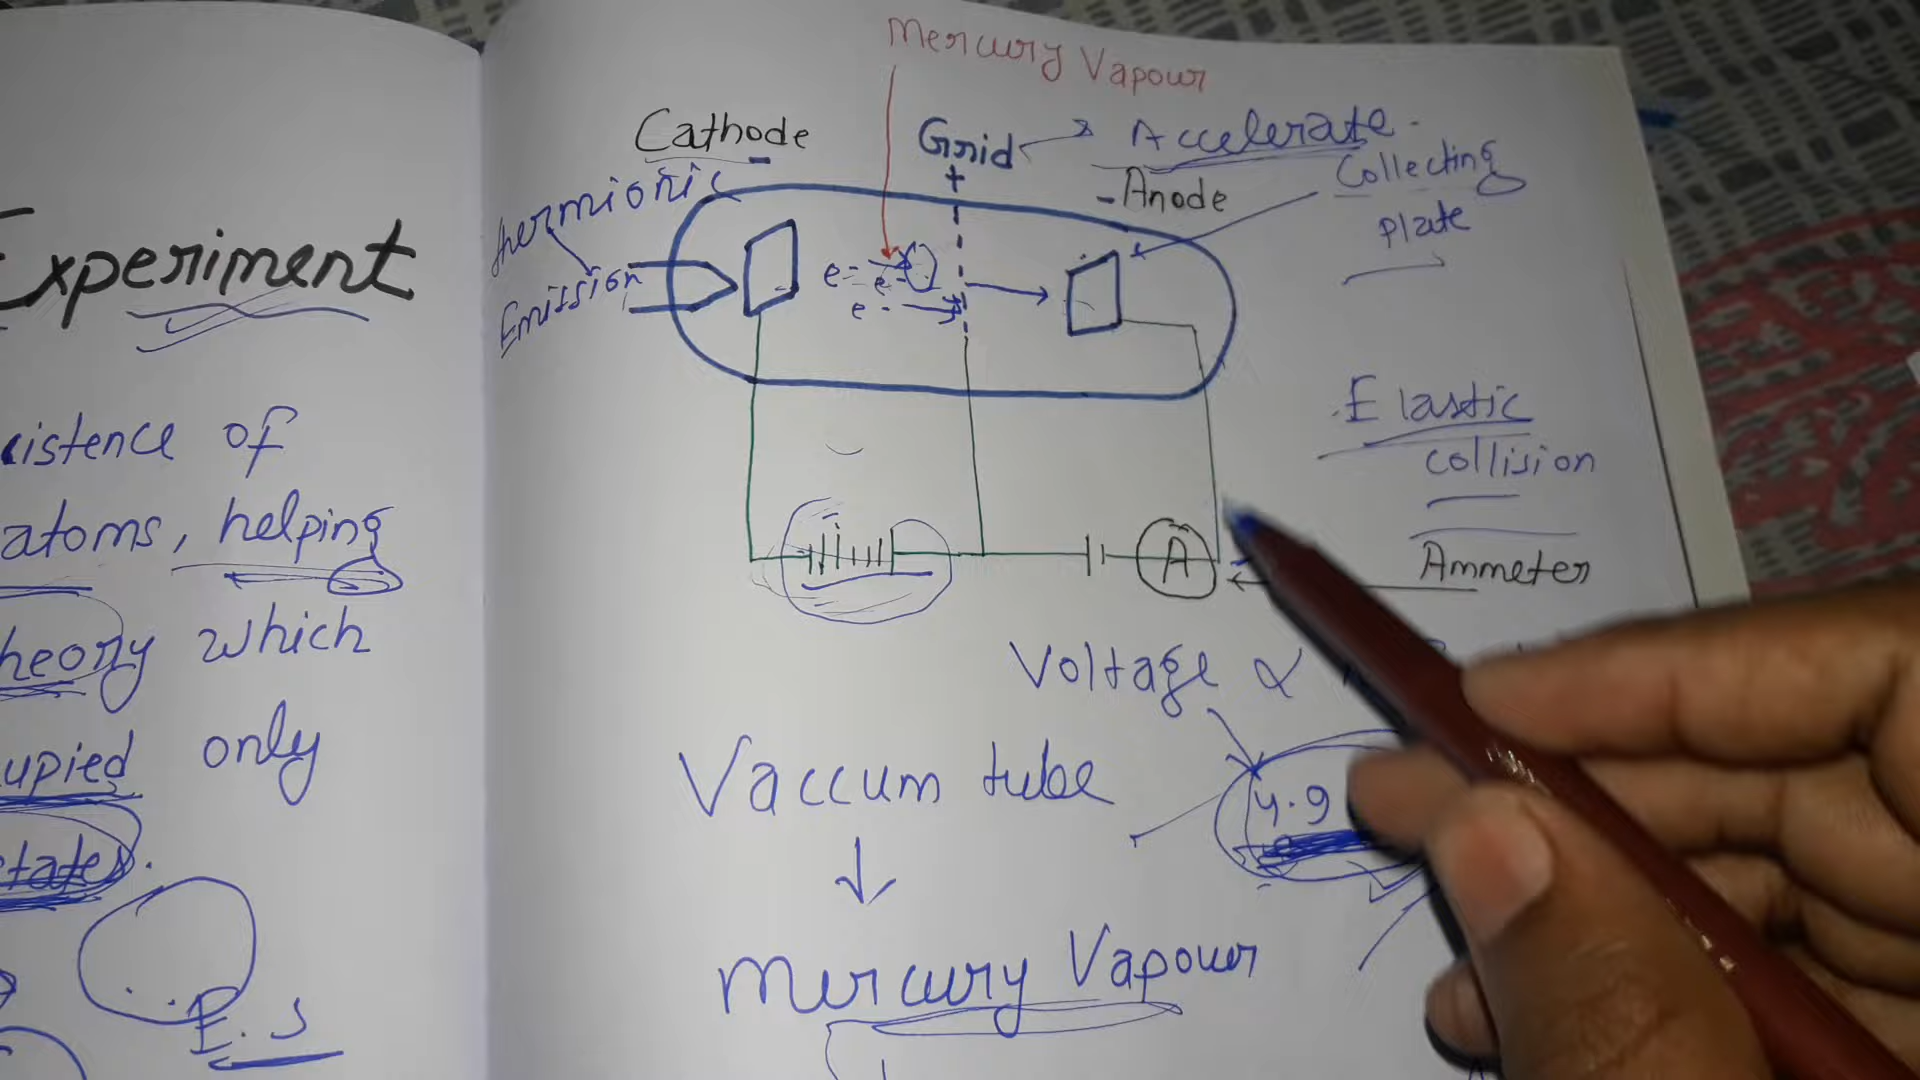 Experiment
istence of
atoms, helping
heory which
upied only
states.
E.S
Mercury Vapour
Cathode
-
Grid
+
Accelerate.
Collecting
Plate
-Anode
thermionic
Emission
e-
e-
e-
Elastic
collision
A
Ammeter
Voltage ∝
4.9
Vaccum tube
Mercury Vapour